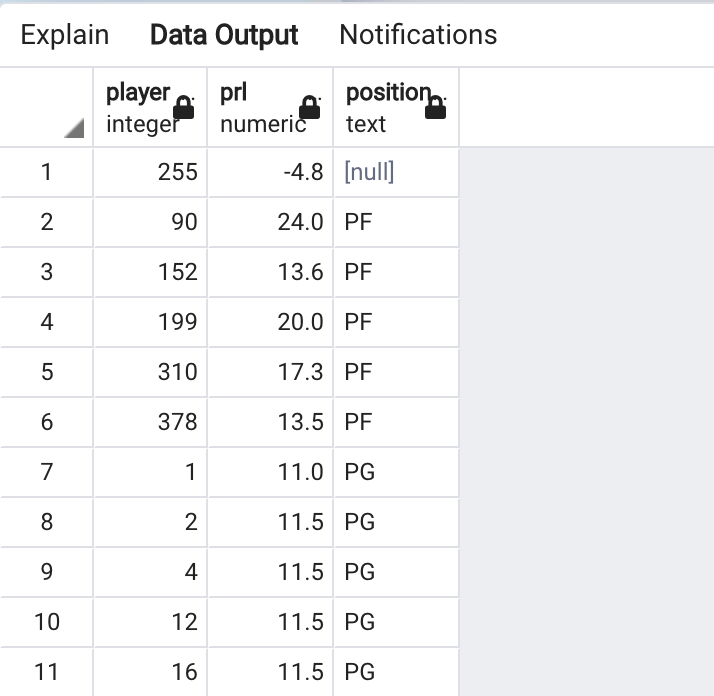 Explain Data Output Notifications
player prl position
integer numeric text
1 255 -4.8 [null]
2 90 24.0 PF
3 152 13.6 PF
4 199 20.0 PF
5 310 17.3 PF
6 378 13.5 PF
7 1 11.0 PG
8 2 11.5 PG
9 4 11.5 PG
10 12 11.5 PG
11 16 11.5 PG